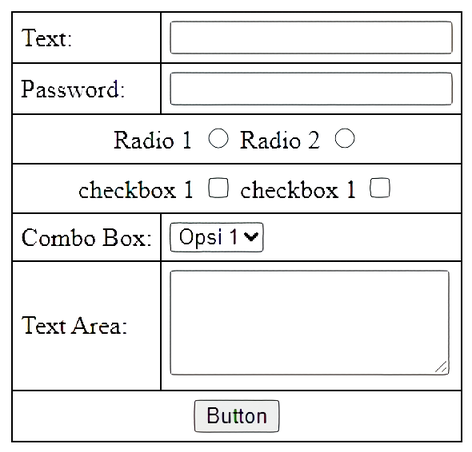 Text:
Password:
Radio 1 Radio 2
checkbox 1 checkbox 1
Combo Box: Opsi 1
Text Area:
Button